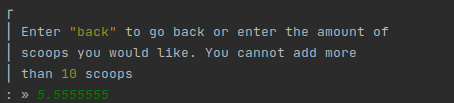 Enter "back" to go back or enter the amount of
scoops you would like. You cannot add more
than 10 scoops
: » 5.5555555